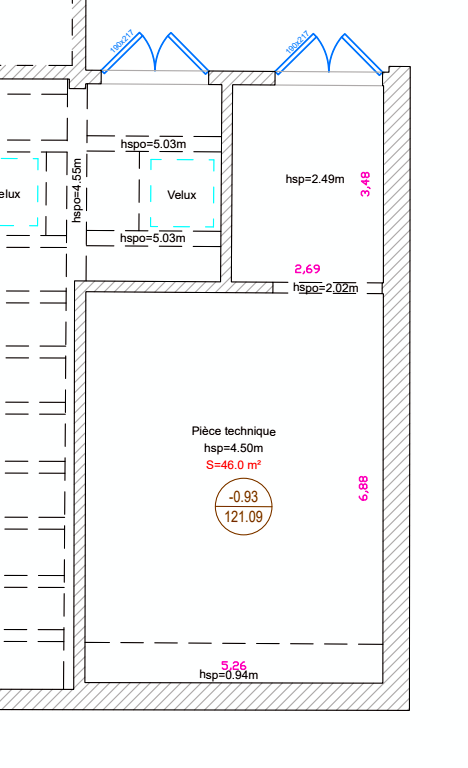 190x217
190x217
hspo=5.03m
hspo=4.55m
elux
Velux
hsp=2.49m
3,48
hspo=5.03m
2,69
hspo=2.02m
Pièce technique
hsp=4.50m
S=46.0 m²
-0.93
121.09
6,88
5,26
hsp=0.94m